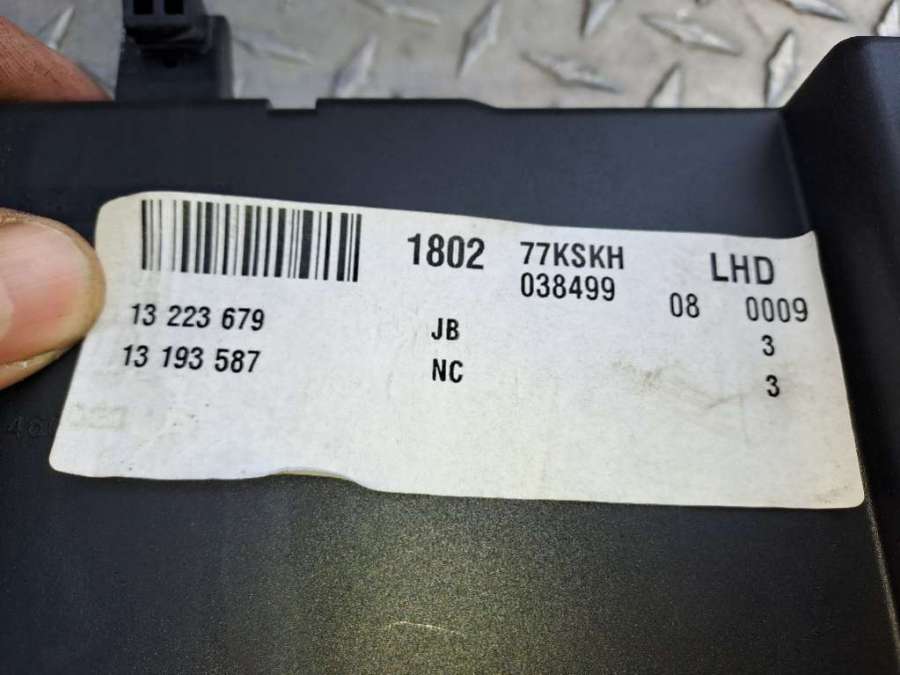 1802 77KSKH LHD
038499 08 0009
13 223 679 JB 3
13 193 587 NC 3